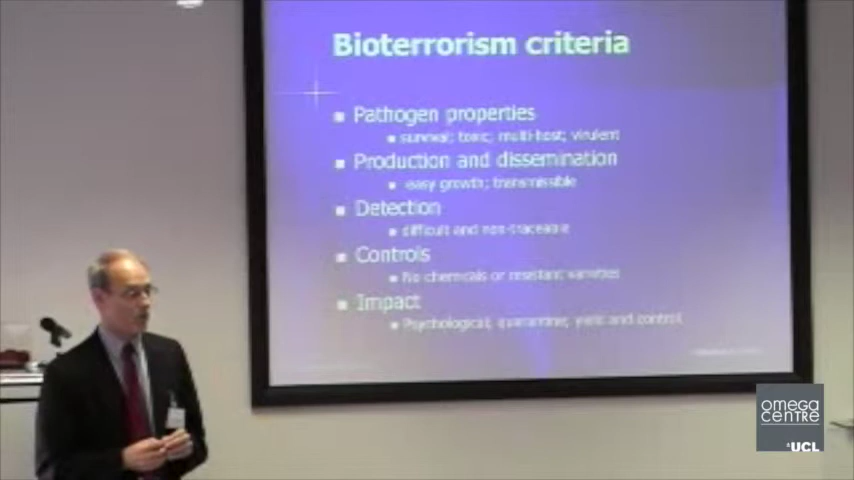 Bioterrorism criteria
Pathogen properties
survival; toxic; multi-host; virulent
Production and dissemination
easy growth; transmissible
Detection
difficult and non-traceable
Controls
No chemicals or resistant varieties
Impact
Psychological, quarantine, yield and control
omega
centre
UCL